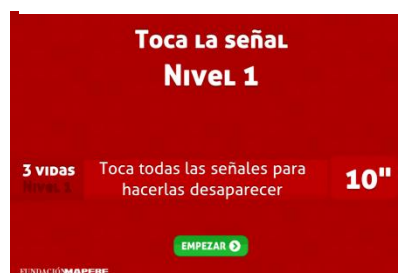 Toca la señal
Nivel 1
3 vidas
Nivel 1
Toca todas las señales para
hacerlas desaparecer
10"
EMPEZAR
FUNDACIÓN MAPFRE